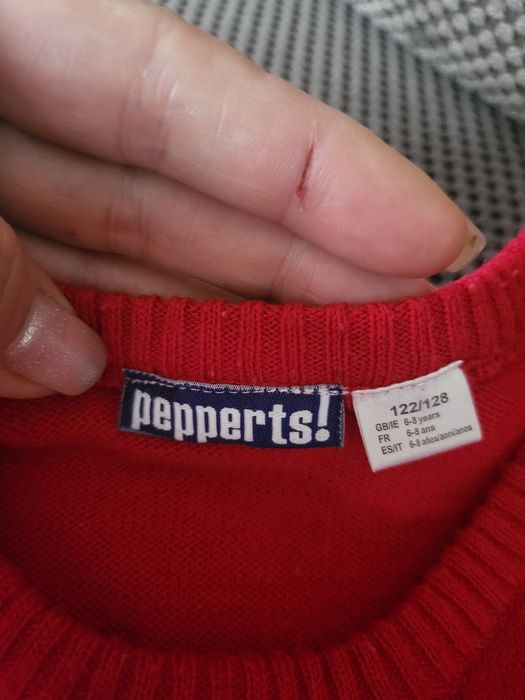 pepperts!
122/128
GB/IE 6-8 years
FR 6-8 ans
ES/IT 6-8 años/anni/anos